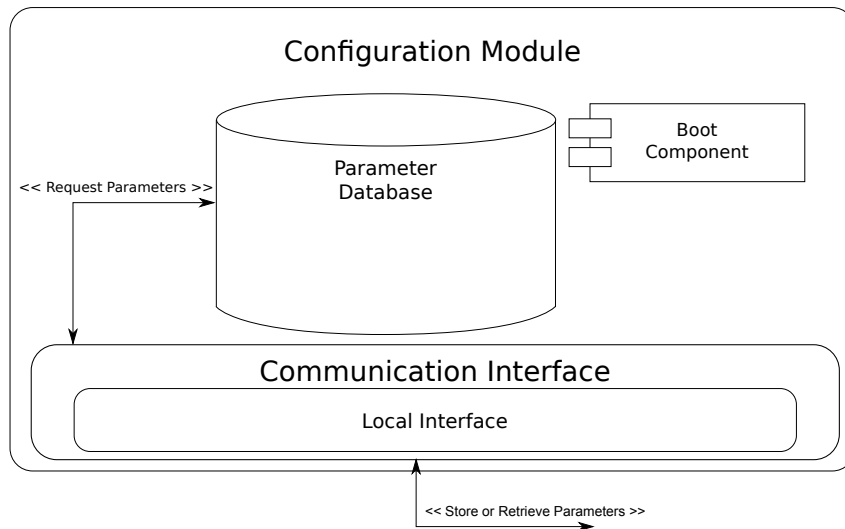 Configuration Module
Boot
Component
Parameter
Database
<< Request Parameters >>
Communication Interface
Local Interface
<< Store or Retrieve Parameters >>